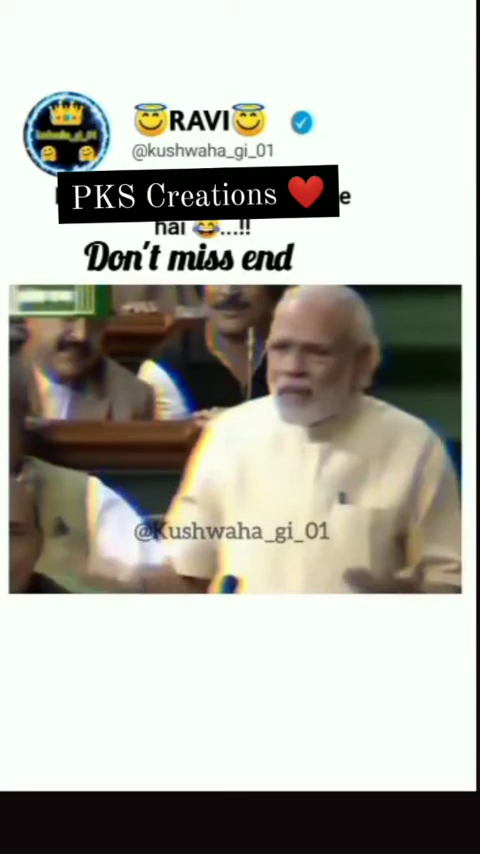 😇RAVI😇
@kushwaha_gi_01
PKS Creations ❤️
hai 😂...!!
Don't miss end
@Kushwaha_gi_01